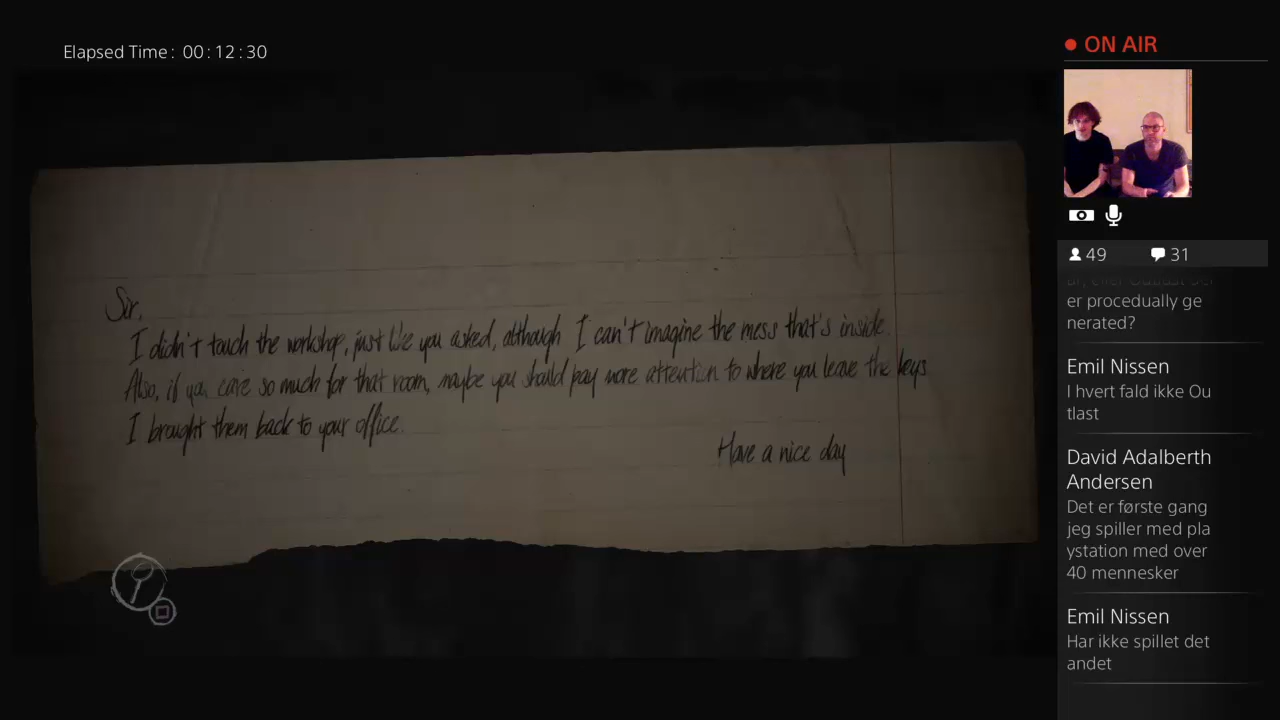 Elapsed Time: 00:12:30
ON AIR
49
31
er procedually ge
nerated?
Emil Nissen
I hvert fald ikke Ou
tlast
David Adalberth
Andersen
Det er første gang
jeg spiller med pla
ystation med over
40 mennesker
Emil Nissen
Har ikke spillet det
andet
Sir,
I didn't touch the workshop, just like you asked, although I can't imagine the mess that's inside.
Also, if you care so much for that room, maybe you should pay more attention to where you leave the keys.
I brought them back to your office.
Have a nice day